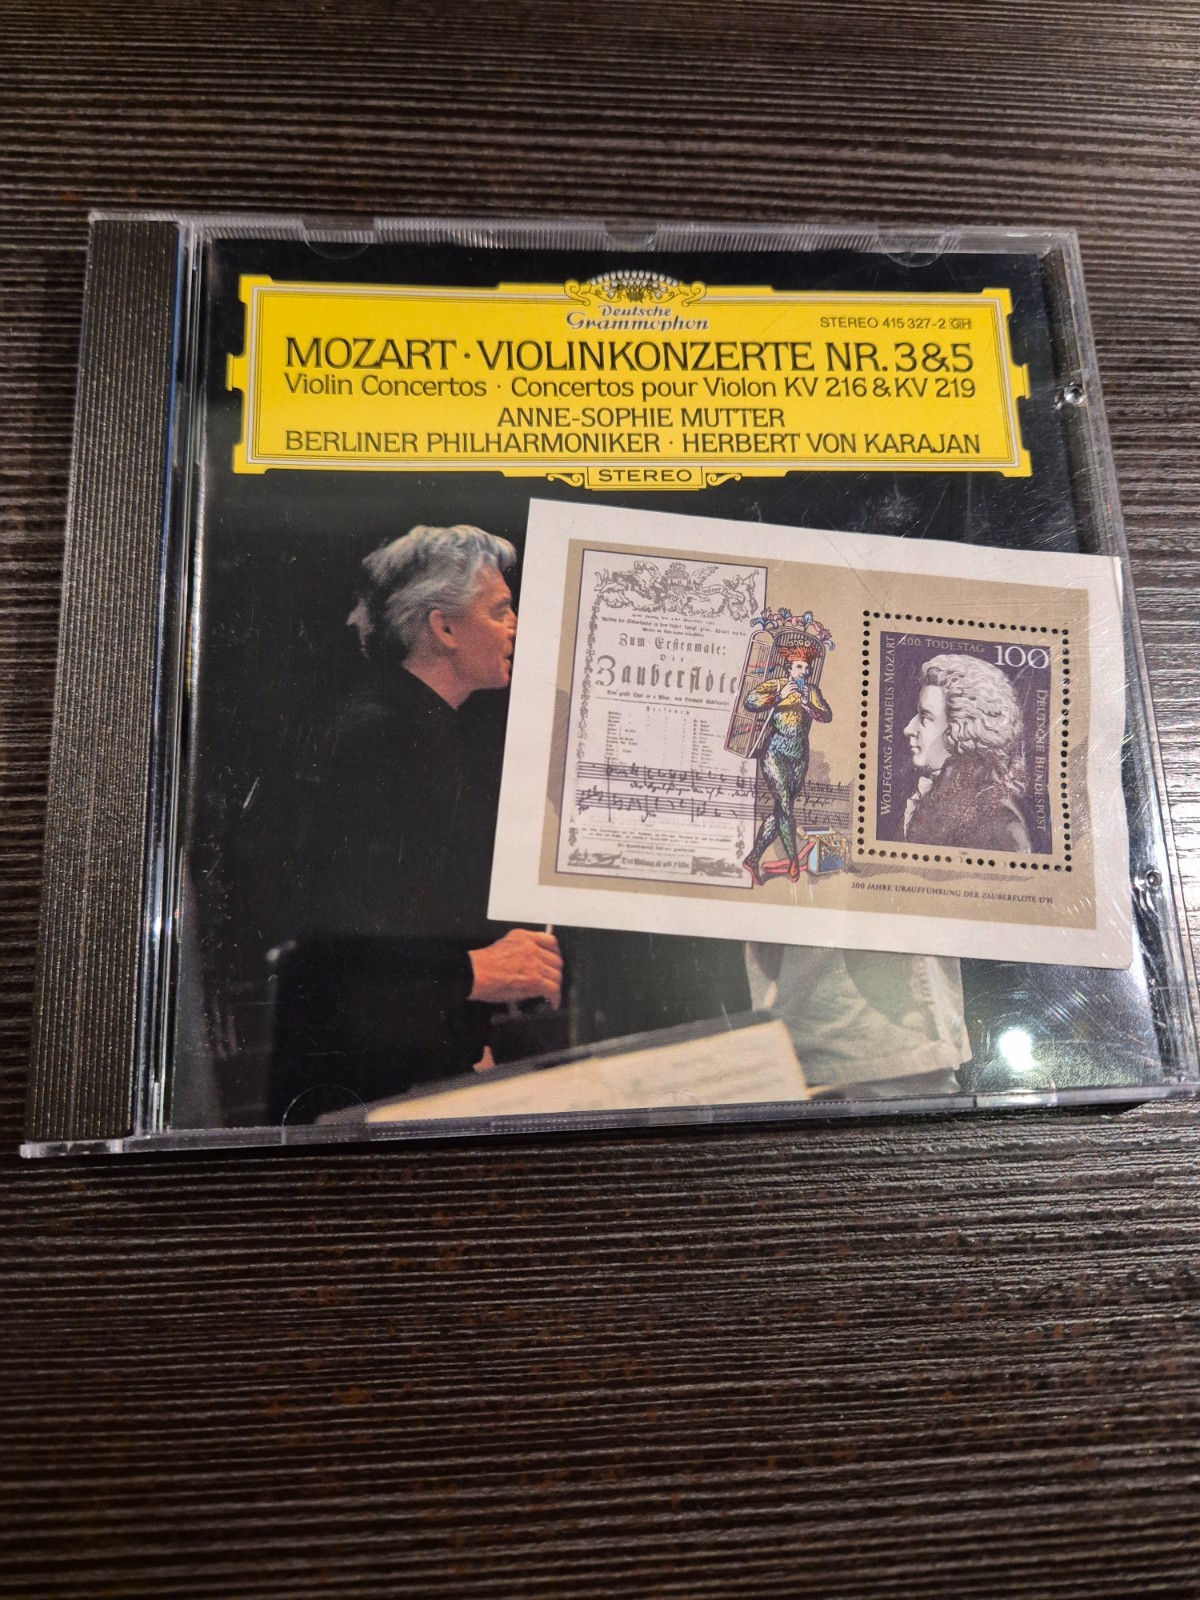 Deutsche
Grammophon
STEREO 415 327-2 GH
MOZART · VIOLINKONZERTE NR. 3 & 5
Violin Concertos · Concertos pour Violon KV 216 & KV 219
ANNE-SOPHIE MUTTER
BERLINER PHILHARMONIKER · HERBERT VON KARAJAN
STEREO
Zum Erstenmale:
Die
Zauberflöte
Personen
WOLFGANG AMADEUS MOZART
200. TODESTAG
100
DEUTSCHE BUNDESPOST
200 JAHRE URAUFFÜHRUNG DER ZAUBERFLÖTE 1791